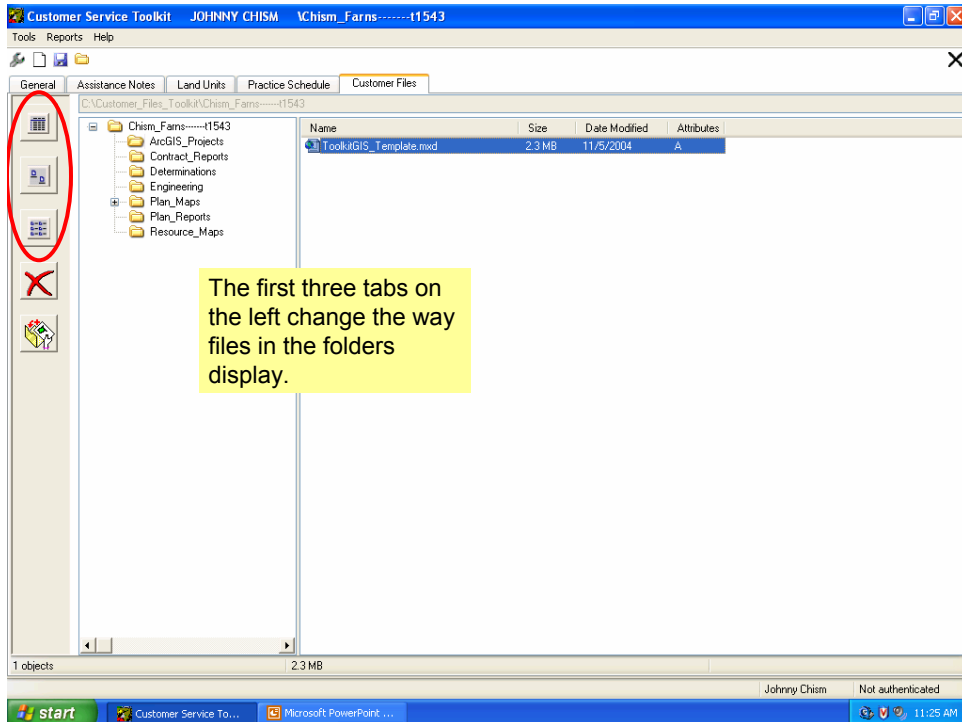 Customer Service Toolkit JOHNNY CHISM \Chism_Farns-------t1543
Tools Reports Help
General Assistance Notes Land Units Practice Schedule Customer Files
C:\Customer_Files_Toolkit\Chism_Farns-------t1543
Chism_Farns-------t1543
ArcGIS_Projects
Contract_Reports
Determinations
Engineering
Plan_Maps
Plan_Reports
Resource_Maps
Name Size Date Modified Attributes
ToolkitGIS_Template.mxd 2.3 MB 11/5/2004 A
The first three tabs on
the left change the way
files in the folders
display.
1 objects 2.3 MB
Johnny Chism Not authenticated
start Customer Service To... Microsoft PowerPoint ... 11:25 AM